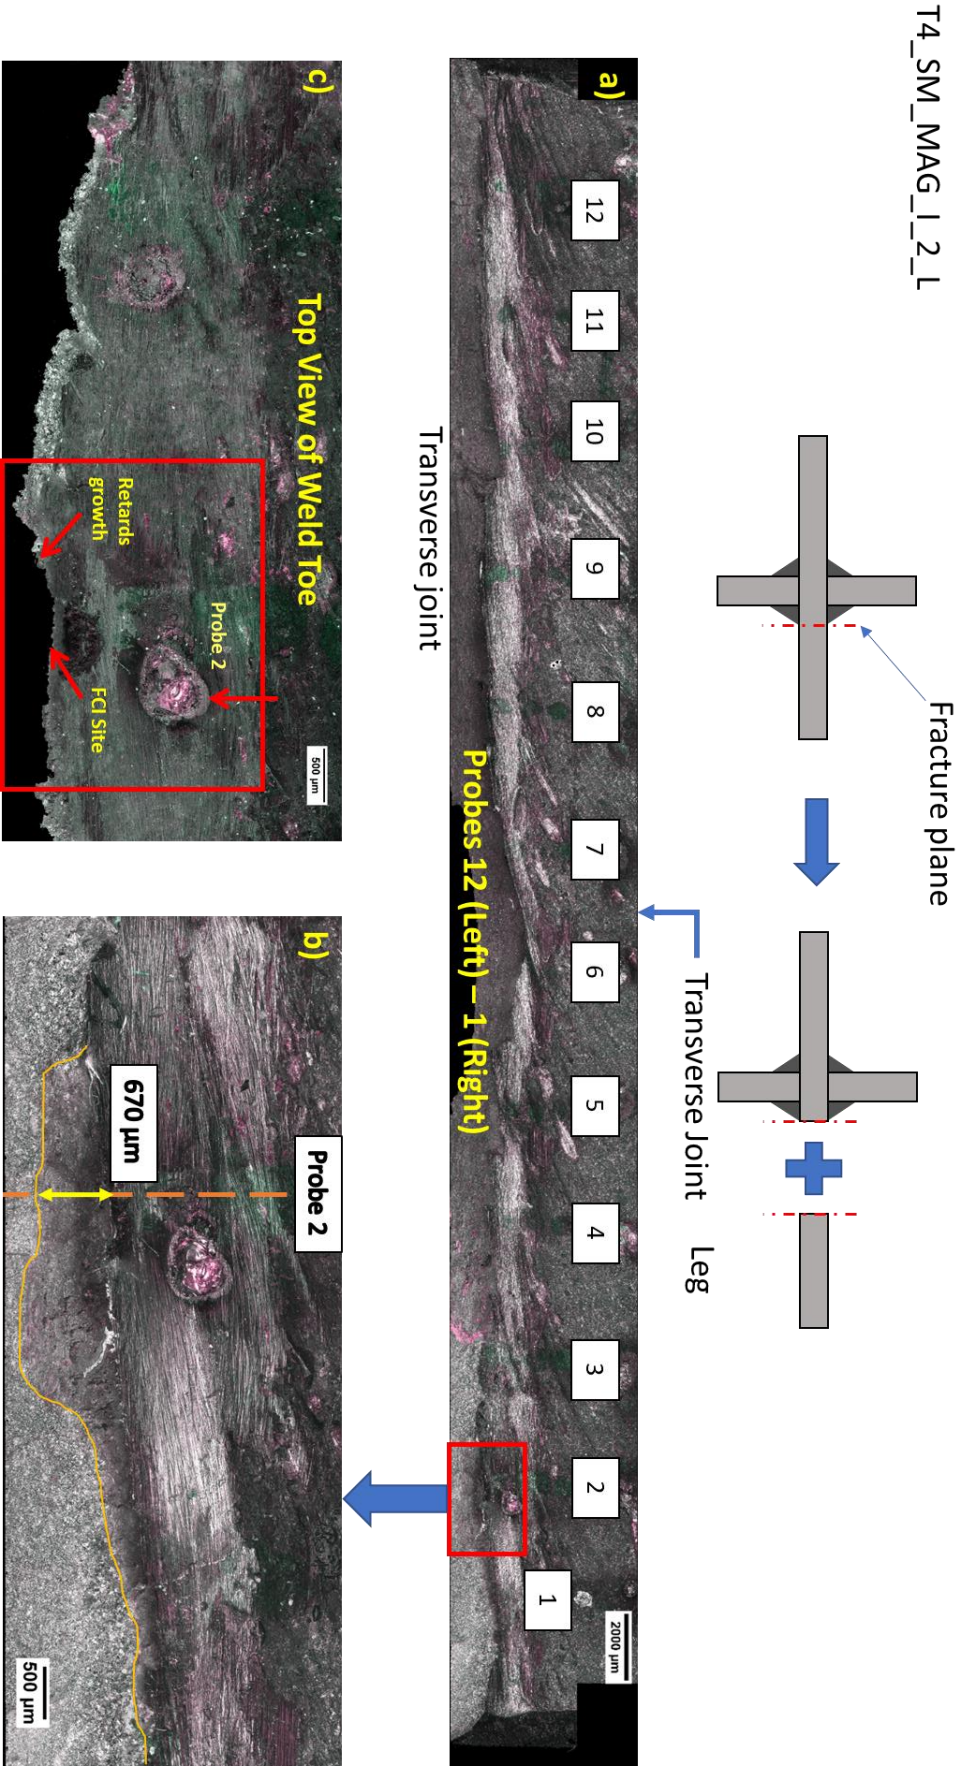 T4_SM_MAG_I_2_L
Fracture plane
Transverse Joint
Leg
a)
12
11
10
9
8
7
6
5
4
3
2
1
2000 µm
Probes 12 (Left) – 1 (Right)
Transverse joint
c)
Top View of Weld Toe
Retards
growth
Probe 2
FCI Site
500 µm
b)
Probe 2
670 µm
500 µm